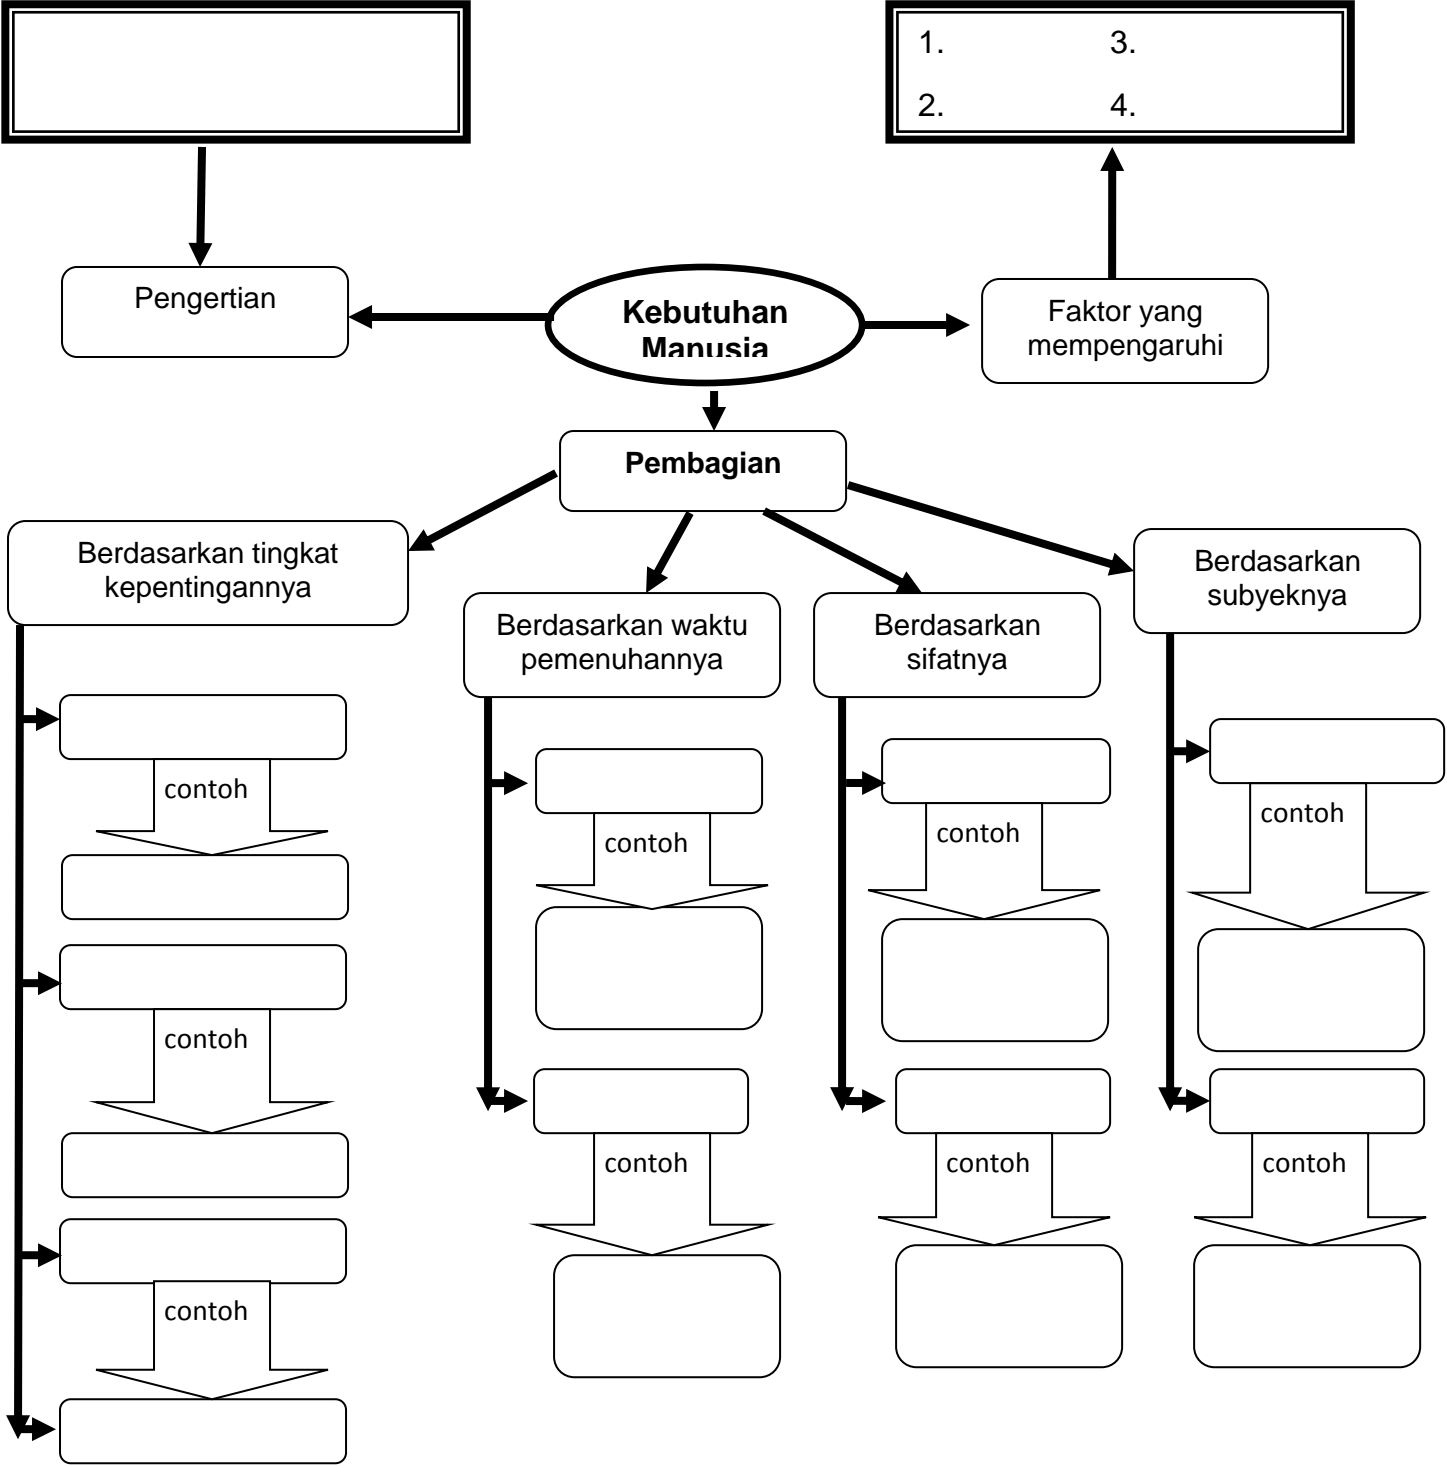 1. 3.
2. 4.
Pengertian
Kebutuhan
Manusia
Faktor yang
mempengaruhi
Pembagian
Berdasarkan tingkat
kepentingannya
Berdasarkan waktu
pemenuhannya
Berdasarkan
sifatnya
Berdasarkan
subyeknya
contoh
contoh
contoh
contoh
contoh
contoh
contoh
contoh
contoh